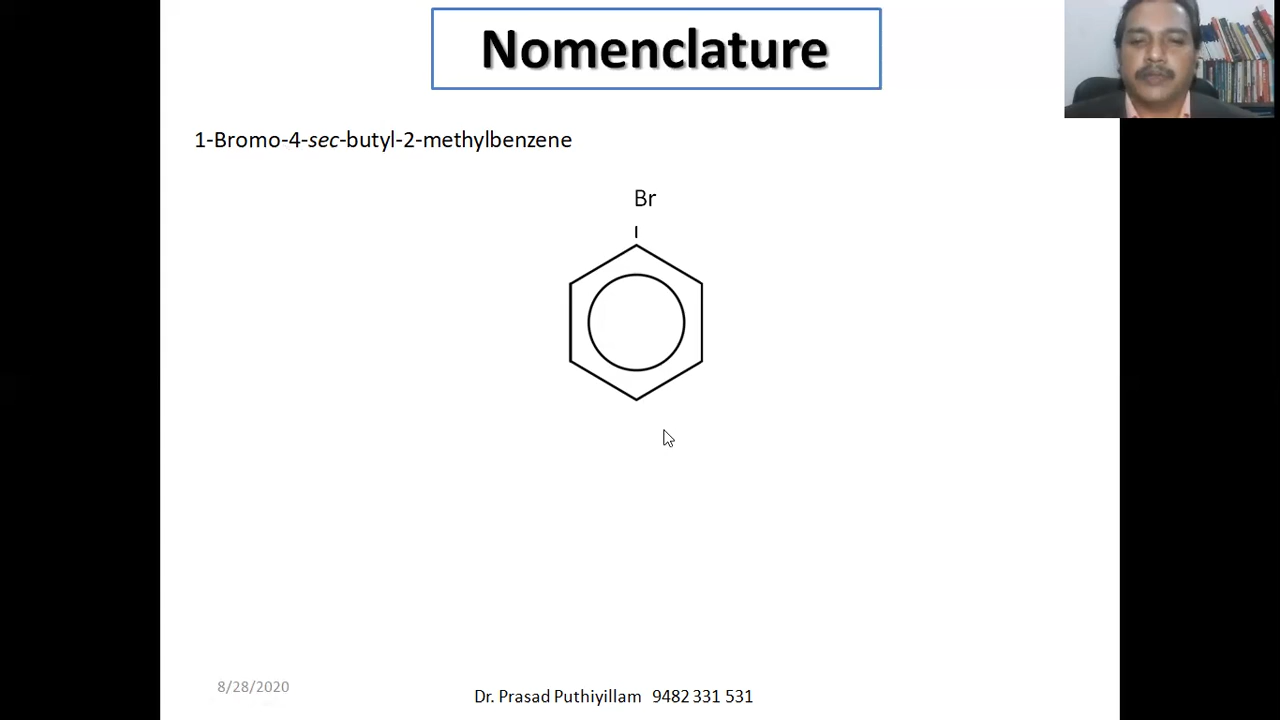 Nomenclature
1-Bromo-4-sec-butyl-2-methylbenzene
Br
8/28/2020
Dr. Prasad Puthiyillam 9482 331 531